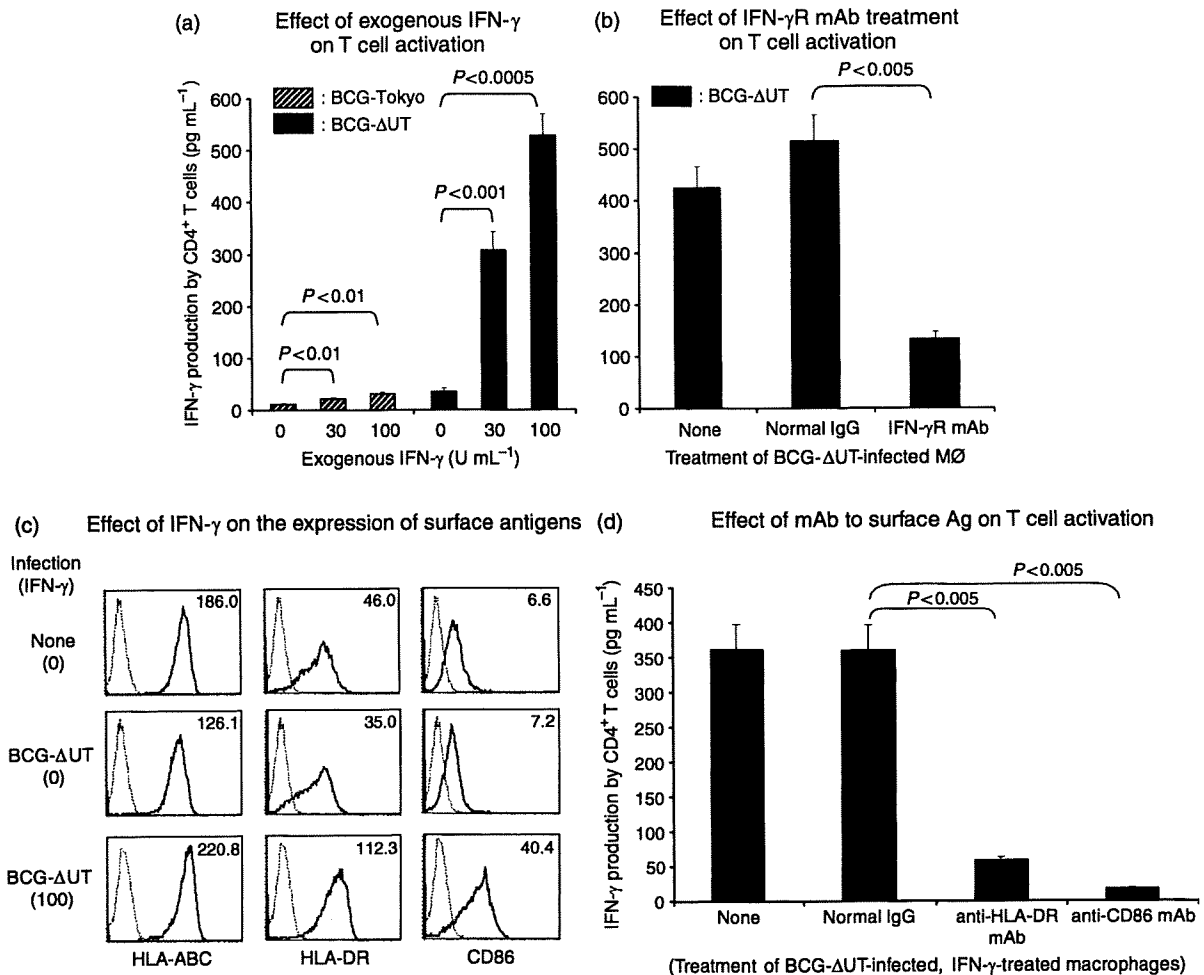 (a) Effect of exogenous IFN-γ
on T cell activation
P<0.0005
: BCG-Tokyo
: BCG-ΔUT
P<0.001
P<0.01
P<0.01
IFN-γ production by CD4⁺ T cells (pg mL⁻¹)
600
500
400
300
200
100
0
0 30 100 0 30 100
Exogenous IFN-γ (U mL⁻¹)
(b) Effect of IFN-γR mAb treatment
on T cell activation
P<0.005
: BCG-ΔUT
600
500
400
300
200
100
0
None Normal IgG IFN-γR mAb
Treatment of BCG-ΔUT-infected MØ
(c) Effect of IFN-γ on the expression of surface antigens
Infection
(IFN-γ)
None
(0)
186.0 46.0 6.6
BCG-ΔUT
(0)
126.1 35.0 7.2
BCG-ΔUT
(100)
220.8 112.3 40.4
HLA-ABC HLA-DR CD86
(d) Effect of mAb to surface Ag on T cell activation
P<0.005
P<0.005
IFN-γ production by CD4⁺ T cells (pg mL⁻¹)
450
400
350
300
250
200
150
100
50
0
None Normal IgG anti-HLA-DR anti-CD86 mAb
mAb
(Treatment of BCG-ΔUT-infected, IFN-γ-treated macrophages)